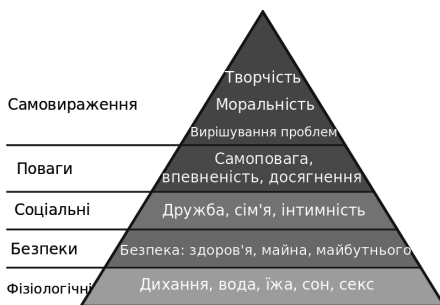 Творчість
Самовираження
Моральність
Вирішування проблем
Поваги
Самоповага,
впевненість, досягнення
Соціальні
Дружба, сім'я, інтимність
Безпеки
Безпека: здоров'я, майна, майбутнього
Фізіологічні
Дихання, вода, їжа, сон, секс